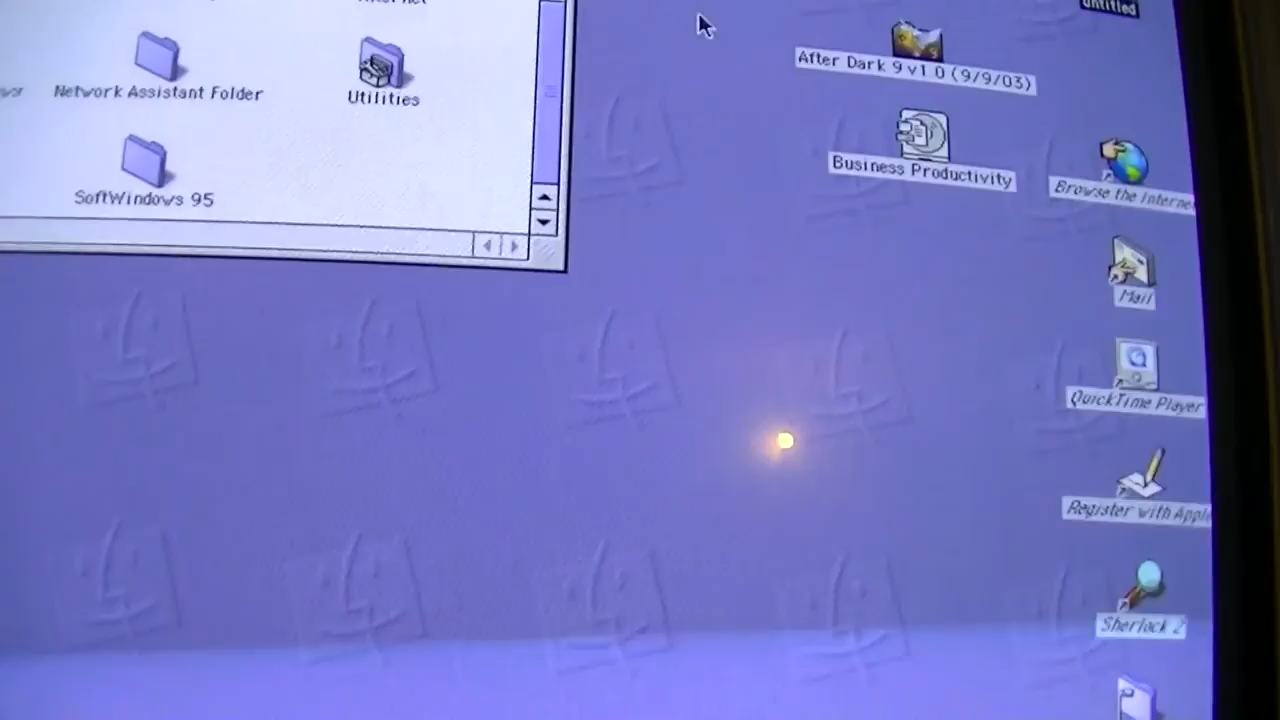 untitled
After Dark 9 v1 0 (9/9/03)
Network Assistant Folder
Utilities
Business Productivity
Browse the Interne
SoftWindows 95
Mail
QuickTime Player
Register with Apple
Sherlock 2